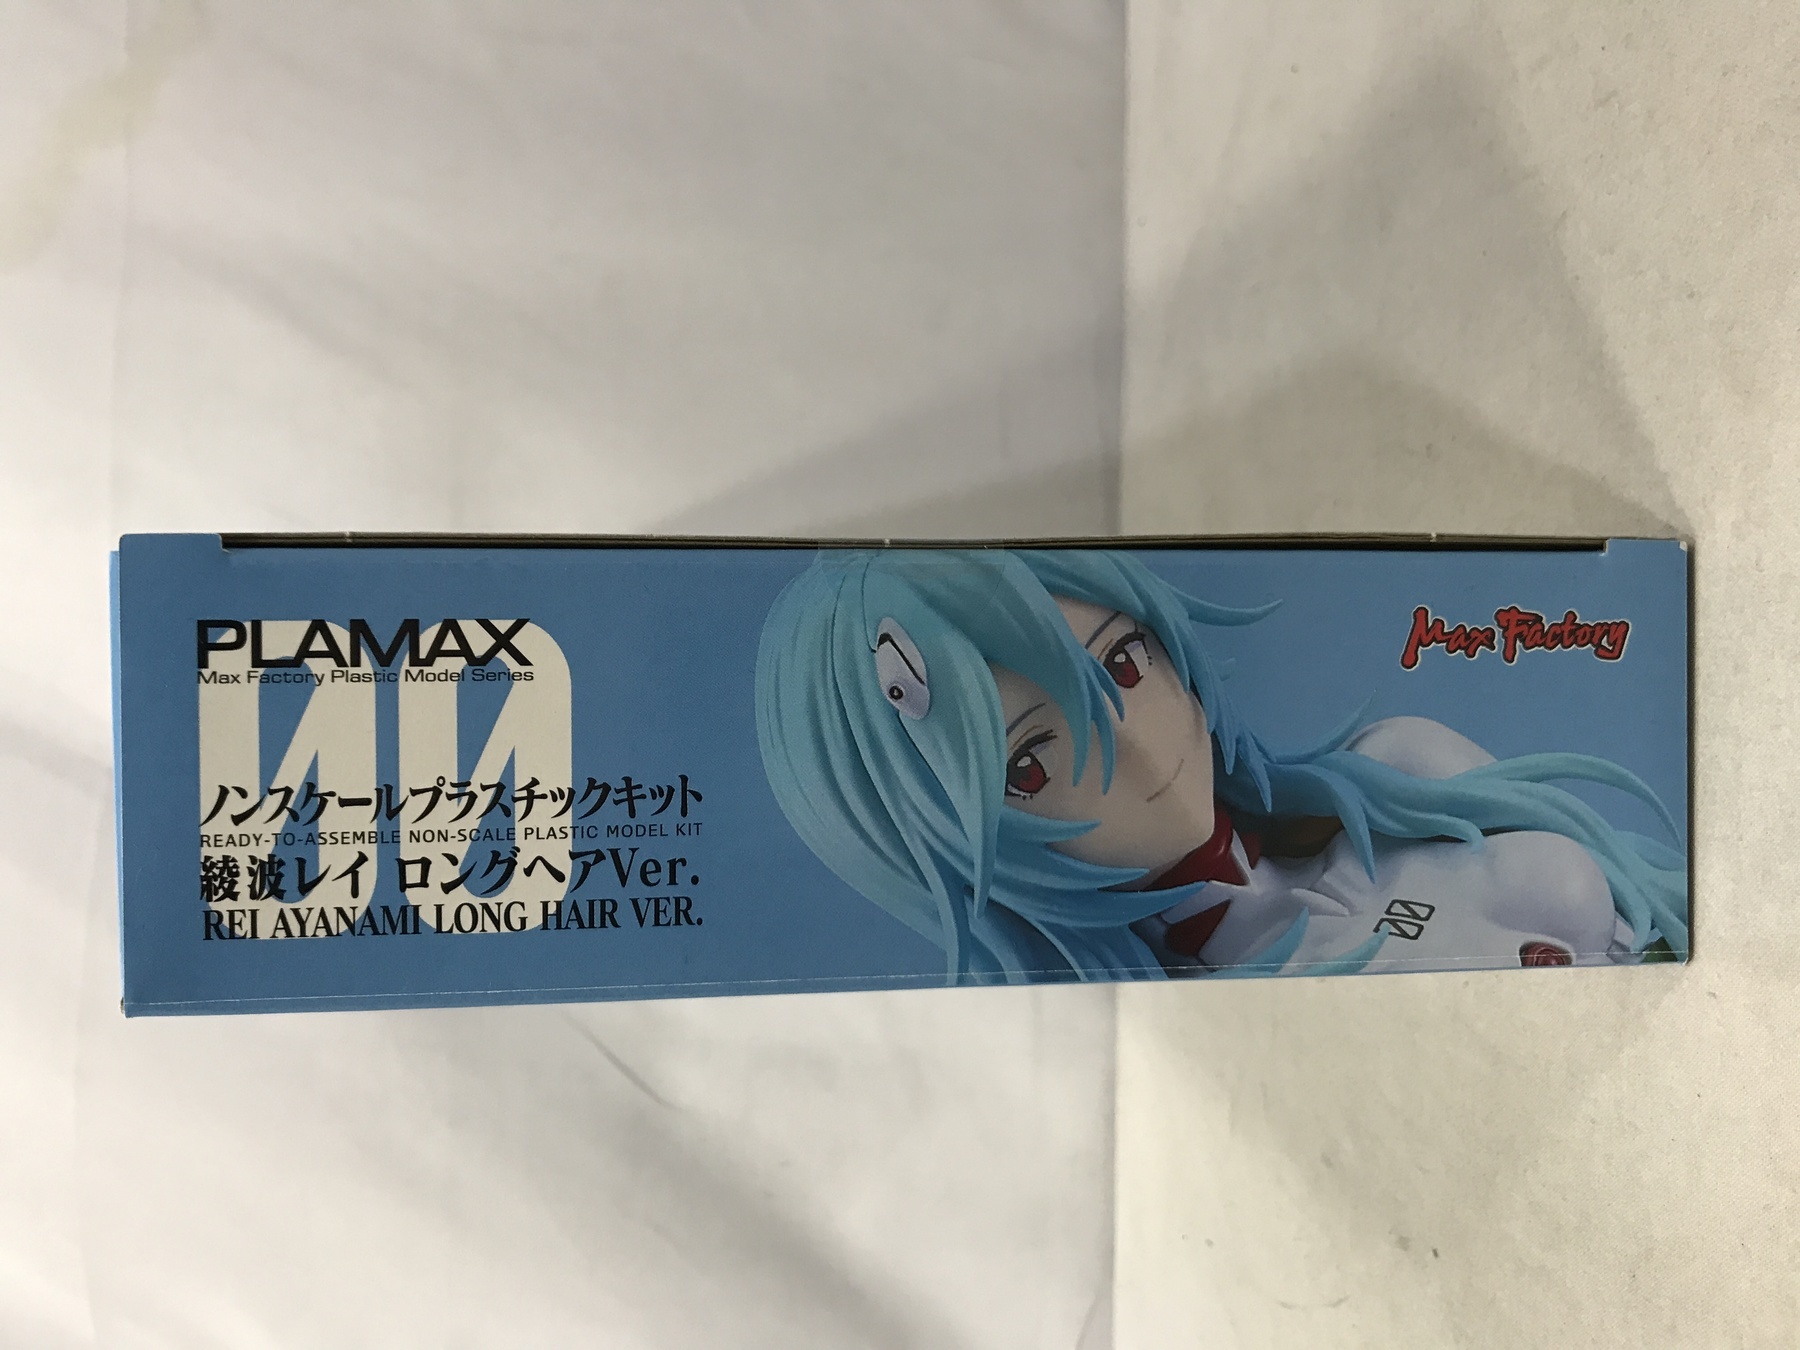 PLAMAX
Max Factory Plastic Model Series
00
ノンスケールプラスチックキット
READY-TO-ASSEMBLE NON-SCALE PLASTIC MODEL KIT
綾波レイ ロングヘアVer.
REI AYANAMI LONG HAIR VER.
Max Factory
00